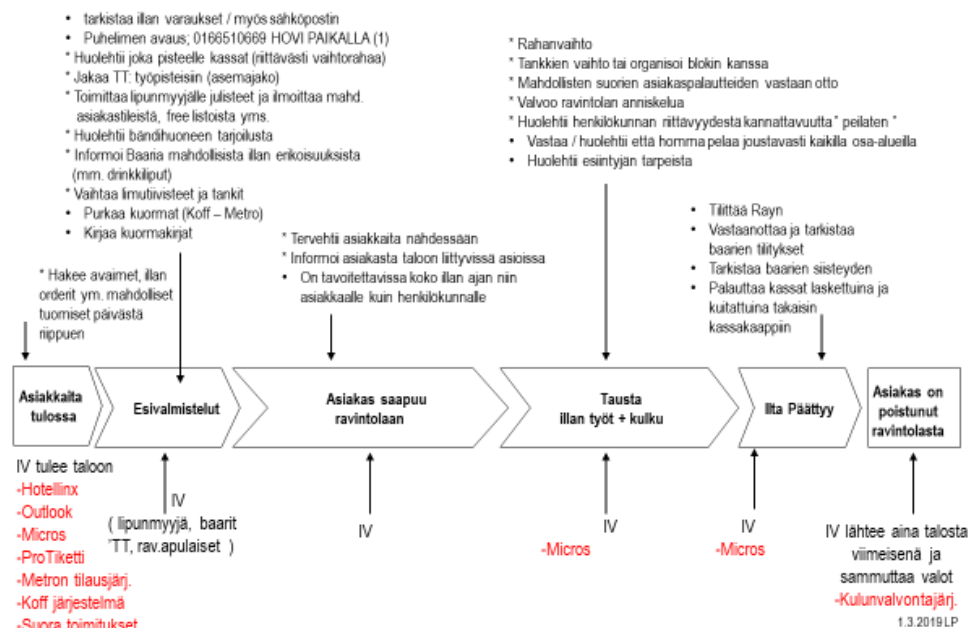 • tarkistaa illan varaukset / myös sähköpostin
• Puhelimen avaus; 0166510669 HOVI PAIKALLA (1)
* Huolehtii joka pisteelle kassat (riittävästi vaihtorahaa)
* Jakaa TT: työpisteisiin (asemajako)
* Toimittaa lipunmyyjälle julisteet ja ilmoittaa mahd.
asiakastileistä, free listoista yms.
* Huolehtii bändihuoneen tarjoilusta
* Informoi Baaria mahdollisista illan erikoisuuksista
(mm. drinkkiliput)
* Vaihtaa limutiivisteet ja tankit
• Purkaa kuormat (Koff – Metro)
• Kirjaa kuormakirjat
* Hakee avaimet, illan
orderit ym. mahdolliset
tuomiset päivästä
riippuen
* Tervehtii asiakkaita nähdessään
* Informoi asiakasta taloon liittyvissä asioissa
• On tavoitettavissa koko illan ajan niin
asiakkaalle kuin henkilökunnalle
* Rahanvaihto
* Tankkien vaihto tai organisoi blokin kanssa
* Mahdollisten suorien asiakaspalautteiden vastaan otto
* Valvoo ravintolan anniskelua
* Huolehtii henkilökunnan riittävyydestä kannattavuutta " peilaten "
• Vastaa / huolehtii että homma pelaa joustavasti kaikilla osa-alueilla
• Huolehtii esiintyjän tarpeista
• Tilittää Rayn
• Vastaanottaa ja tarkistaa
baarien tilitykset
• Tarkistaa baarien siisteyden
• Palauttaa kassat laskettuina ja
kuitattuina takaisin
kassakaappiin
Asiakkaita
tulossa
Esivalmistelut
Asiakas saapuu
ravintolaan
Tausta
illan työt + kulku
Ilta Päättyy
Asiakas on
poistunut
ravintolasta
IV tulee taloon
-Hotellinx
-Outlook
-Micros
-ProTiketti
-Metron tilausjärj.
-Koff järjestelmä
-Suora toimitukset
IV
( lipunmyyjä, baarit
'TT, rav.apulaiset )
IV
IV
-Micros
IV
-Micros
IV lähtee aina talosta
viimeisenä ja
sammuttaa valot
-Kulunvalvontajärj.
1.3.2019 LP